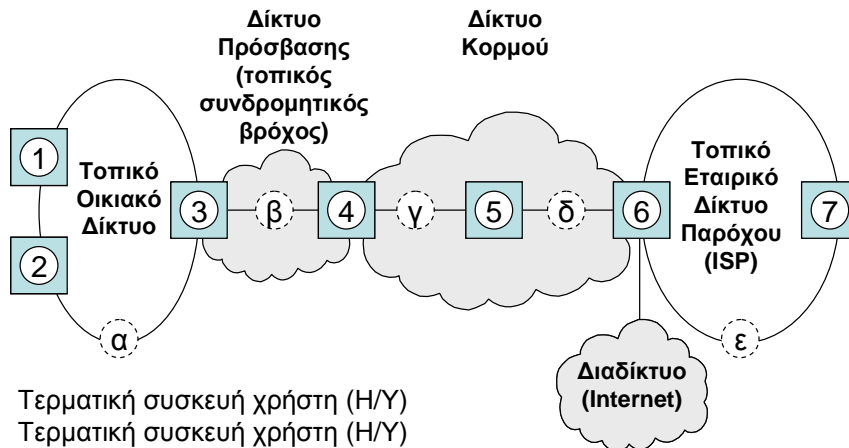 Δίκτυο
Πρόσβασης
(τοπικός
συνδρομητικός
βρόχος)
Δίκτυο
Κορμού
1
2
Τοπικό
Οικιακό
Δίκτυο
α
3
β
4
γ
5
δ
6
Τοπικό
Εταιρικό
Δίκτυο
Παρόχου
(ISP)
7
ε
Διαδίκτυο
(Internet)
Τερματική συσκευή χρήστη (Η/Υ)
Τερματική συσκευή χρήστη (Η/Υ)